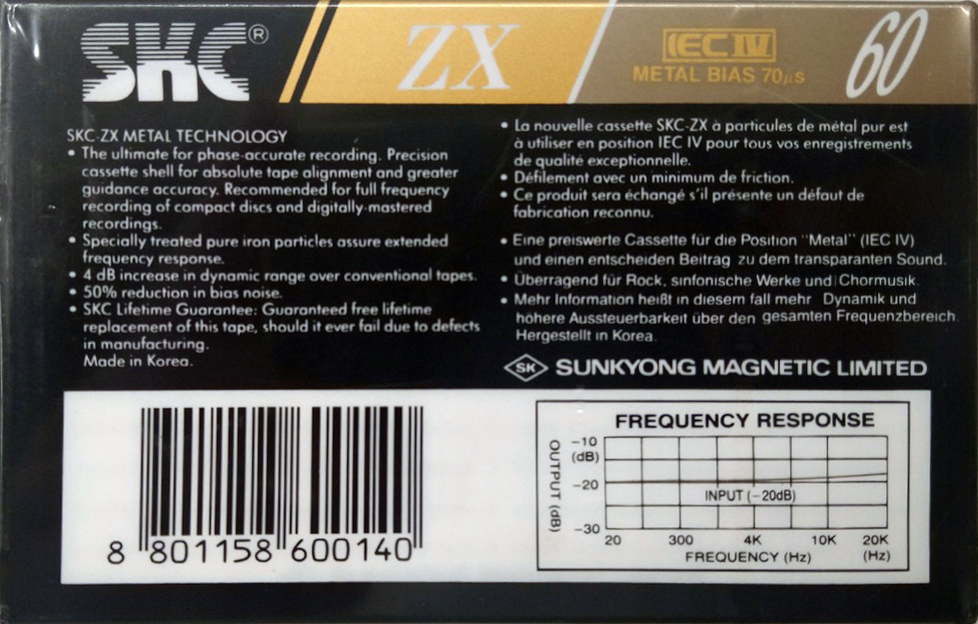 SKC®
ZX
IEC IV
METAL BIAS 70μs
60
SKC-ZX METAL TECHNOLOGY
• The ultimate for phase-accurate recording. Precision
cassette shell for absolute tape alignment and greater
guidance accuracy. Recommended for full frequency
recording of compact discs and digitally-mastered
recordings.
• Specially treated pure iron particles assure extended
frequency response.
• 4 dB increase in dynamic range over conventional tapes.
• 50% reduction in bias noise.
• SKC Lifetime Guarantee: Guaranteed free lifetime
replacement of this tape, should it ever fail due to defects
in manufacturing.
Made in Korea.
• La nouvelle cassette SKC-ZX à particules de métal pur est
à utiliser en position IEC IV pour tous vos enregistrements
de qualité exceptionnelle.
• Défilement avec un minimum de friction.
• Ce produit sera échangé s'il présente un défaut de
fabrication reconnu.
• Eine preiswerte Cassette für die Position "Metal" (IEC IV)
und einen entscheiden Beitrag zu dem transparanten Sound.
• Überragend für Rock, sinfonische Werke und Chormusik.
• Mehr Information heißt in diesem fall mehr Dynamik und
höhere Aussteuerbarkeit über den gesamten Frequenzbereich.
Hergestellt in Korea.
SK SUNKYONG MAGNETIC LIMITED
8 801158 600140
FREQUENCY RESPONSE
OUTPUT (dB)
-10
(dB)
-20
-30
INPUT (-20dB)
20 300 4K 10K 20K
FREQUENCY (Hz) (Hz)